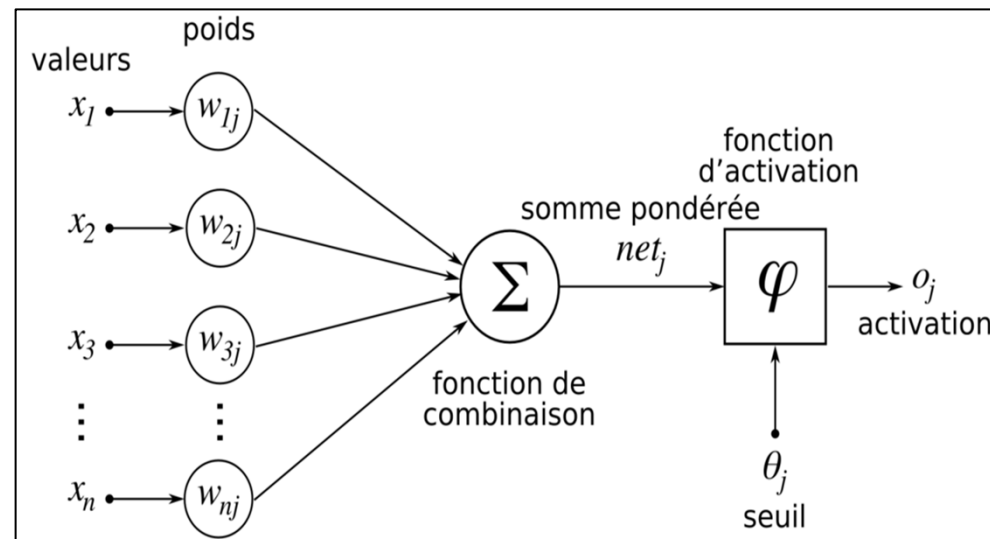 poids
valeurs
x₁
w₁ⱼ
x₂
w₂ⱼ
x₃
w₃ⱼ
⋮ ⋮
xₙ
wₙⱼ
Σ
fonction de
combinaison
somme pondérée
netⱼ
fonction
d'activation
φ
oⱼ
activation
θⱼ
seuil